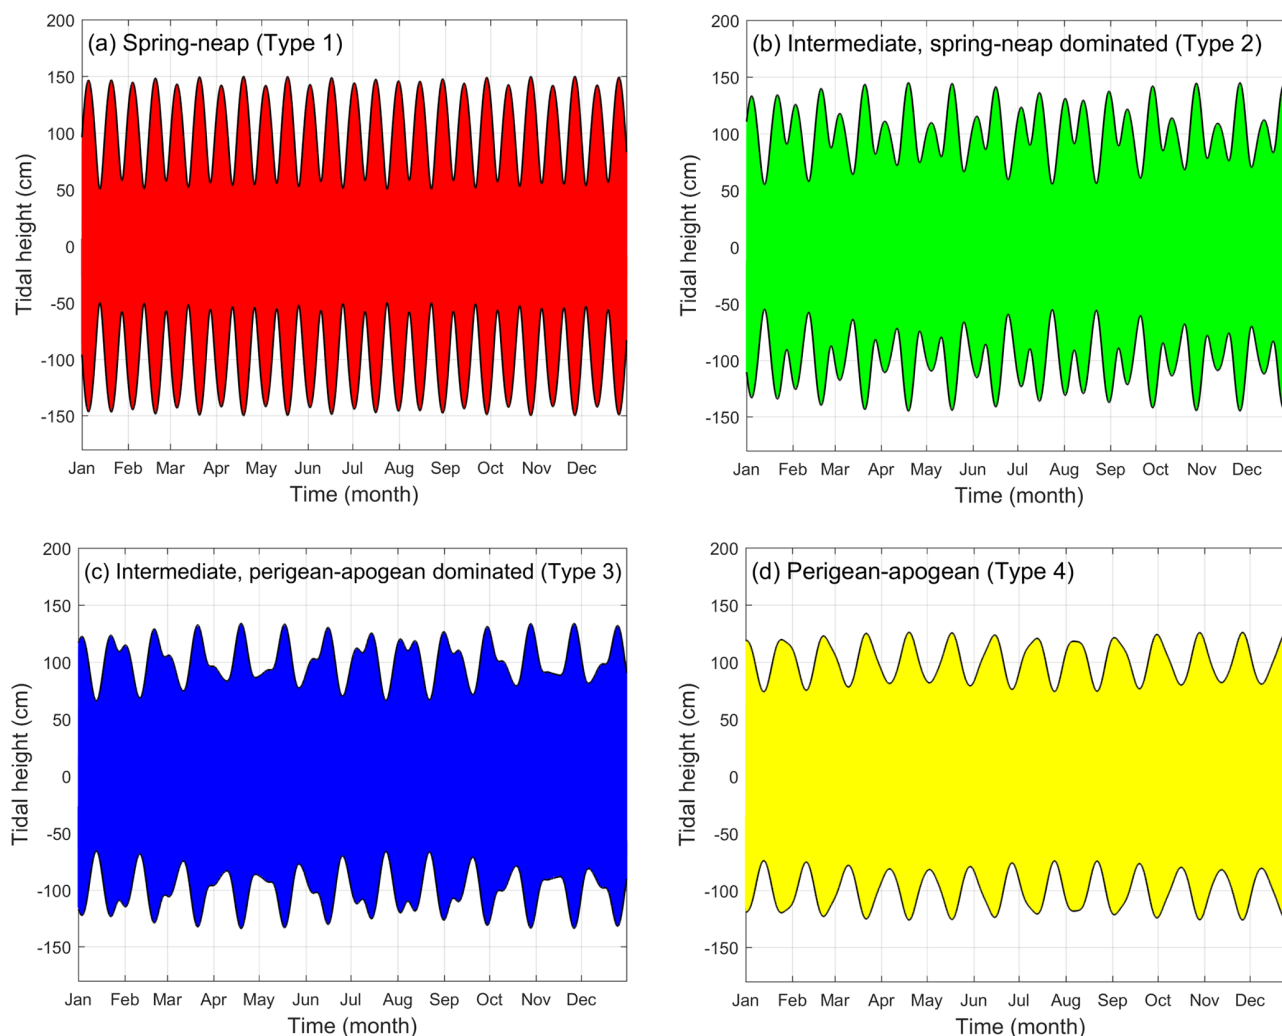 (a) Spring-neap (Type 1)
200
150
100
50
0
-50
-100
-150
Tidal height (cm)
Jan Feb Mar Apr May Jun Jul Aug Sep Oct Nov Dec
Time (month)
(b) Intermediate, spring-neap dominated (Type 2)
200
150
100
50
0
-50
-100
-150
Tidal height (cm)
Jan Feb Mar Apr May Jun Jul Aug Sep Oct Nov Dec
Time (month)
(c) Intermediate, perigean-apogean dominated (Type 3)
200
150
100
50
0
-50
-100
-150
Tidal height (cm)
Jan Feb Mar Apr May Jun Jul Aug Sep Oct Nov Dec
Time (month)
(d) Perigean-apogean (Type 4)
200
150
100
50
0
-50
-100
-150
Tidal height (cm)
Jan Feb Mar Apr May Jun Jul Aug Sep Oct Nov Dec
Time (month)